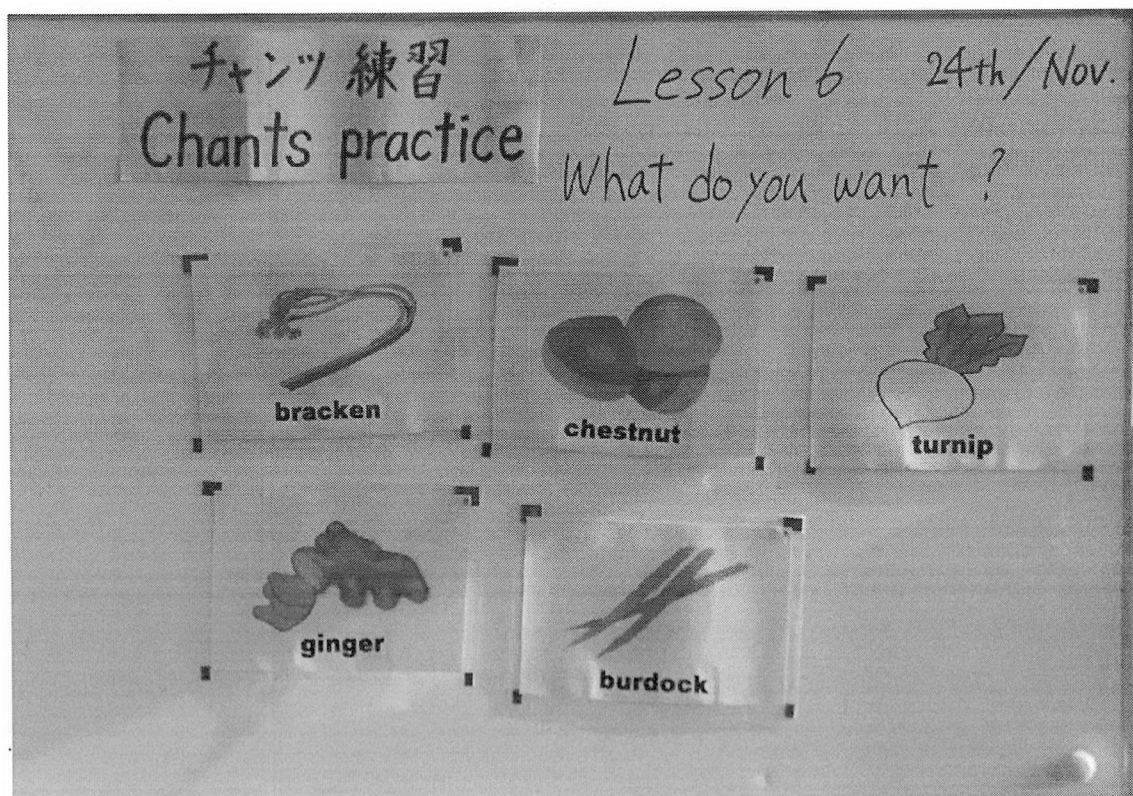 チャンツ 練習
Chants practice
Lesson 6 24th/Nov.
What do you want ?
bracken
chestnut
turnip
ginger
burdock